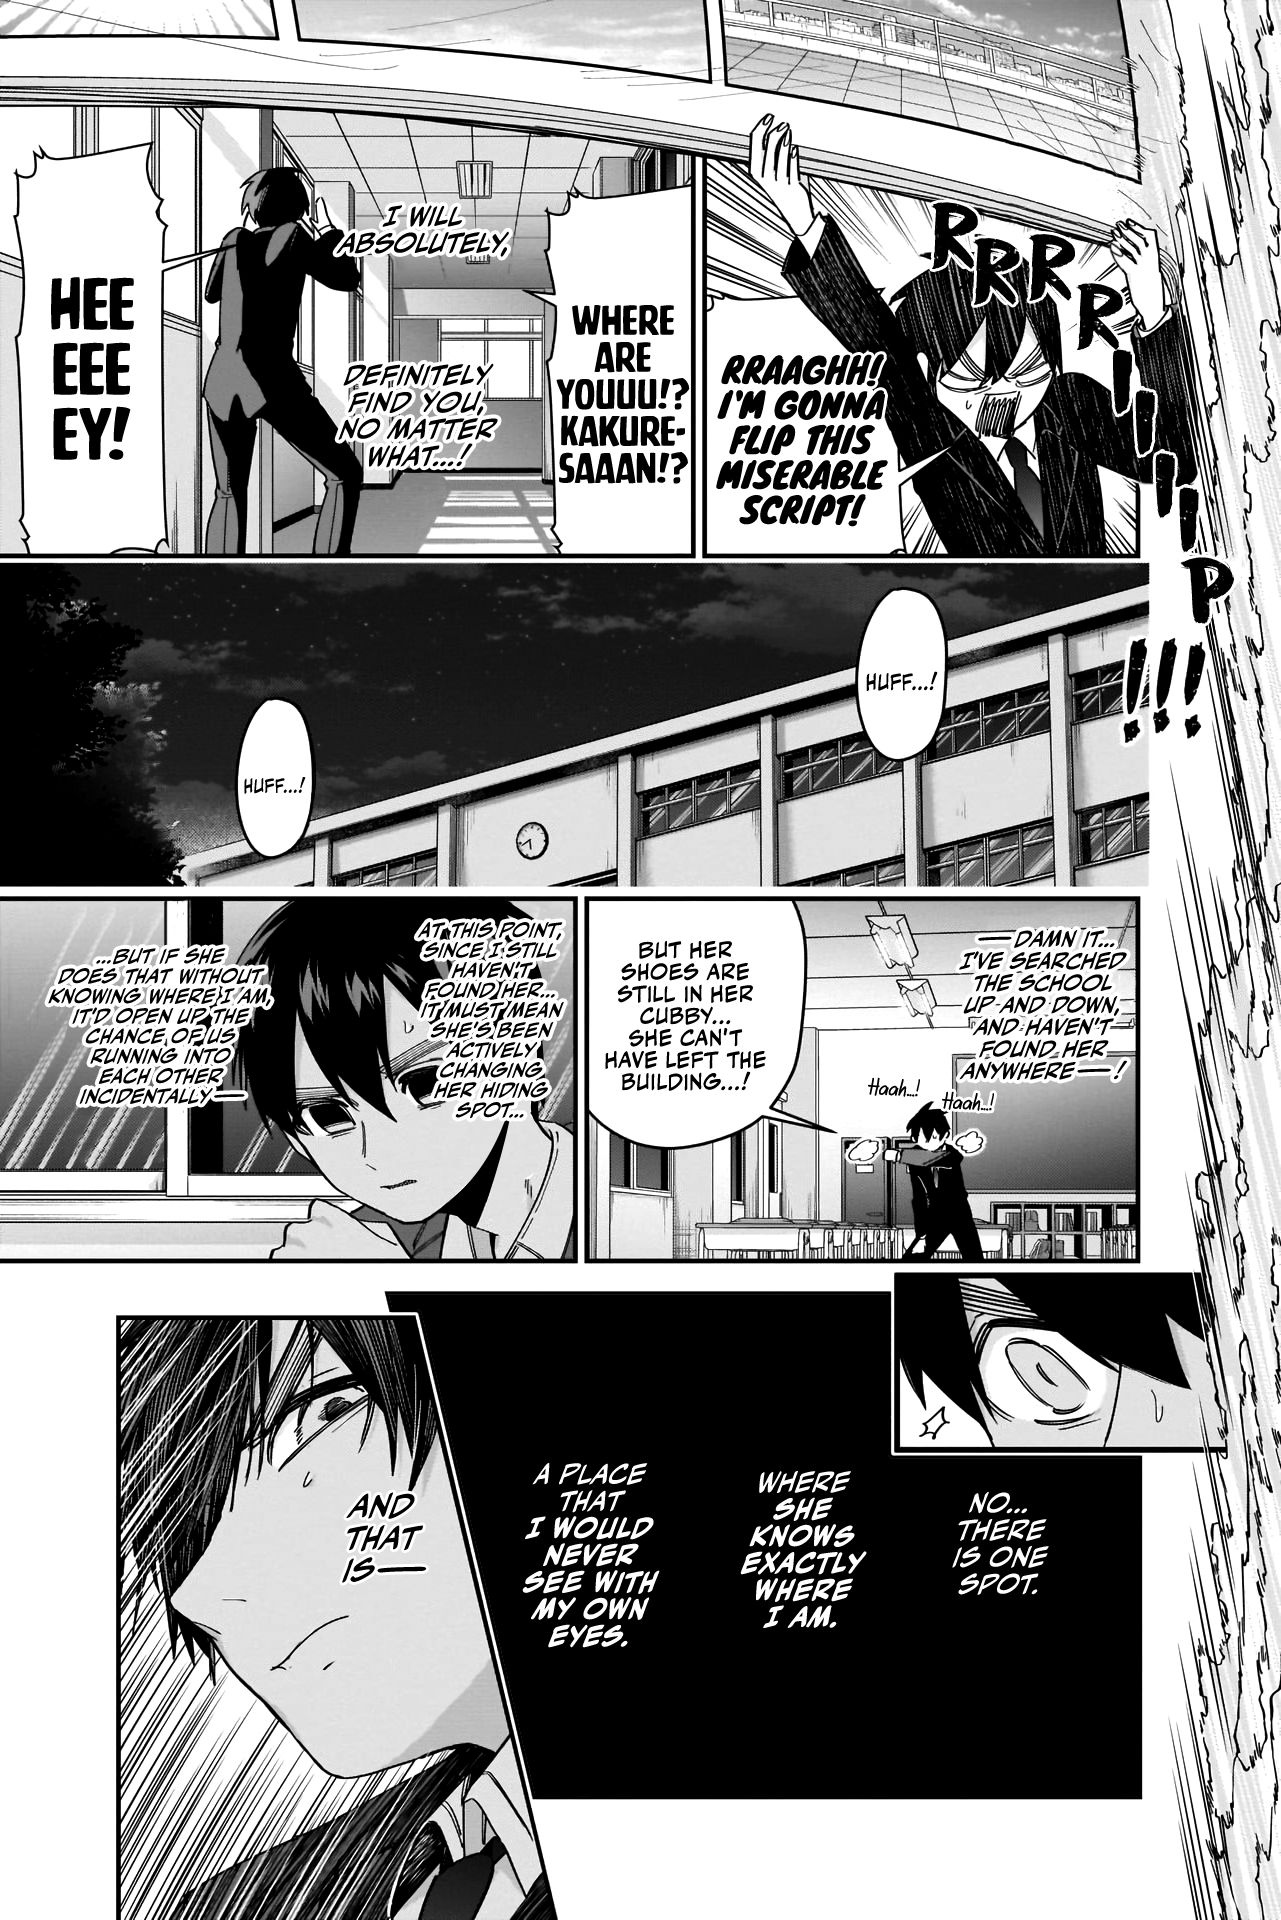 RRRRIIIIP!!!
RRAAGHH!
I'M GONNA
FLIP THIS
MISERABLE
SCRIPT!
WHERE
ARE
YOUUU!?
KAKURE-
SAAAN!?
I WILL
ABSOLUTELY,
DEFINITELY
FIND YOU,
NO MATTER
WHAT....!
HEE
EEE
EY!
HUFF...!
HUFF...!
—DAMN IT...
I'VE SEARCHED
THE SCHOOL
UP AND DOWN,
AND HAVEN'T
FOUND HER
ANYWHERE—!
BUT HER
SHOES ARE
STILL IN HER
CUBBY...
SHE CAN'T
HAVE LEFT THE
BUILDING...!
Haah...!
Haah...!
AT THIS POINT,
SINCE I STILL
HAVEN'T
FOUND HER...
IT MUST MEAN
SHE'S BEEN
ACTIVELY
CHANGING
HER HIDING
SPOT...
...BUT IF SHE
DOES THAT WITHOUT
KNOWING WHERE I AM,
IT'D OPEN UP THE
CHANCE OF US
RUNNING INTO
EACH OTHER
INCIDENTALLY—
NO...
THERE
IS ONE
SPOT.
WHERE
SHE
KNOWS
EXACTLY
WHERE
I AM.
A PLACE
THAT
I WOULD
NEVER
SEE WITH
MY OWN
EYES.
AND
THAT
IS—